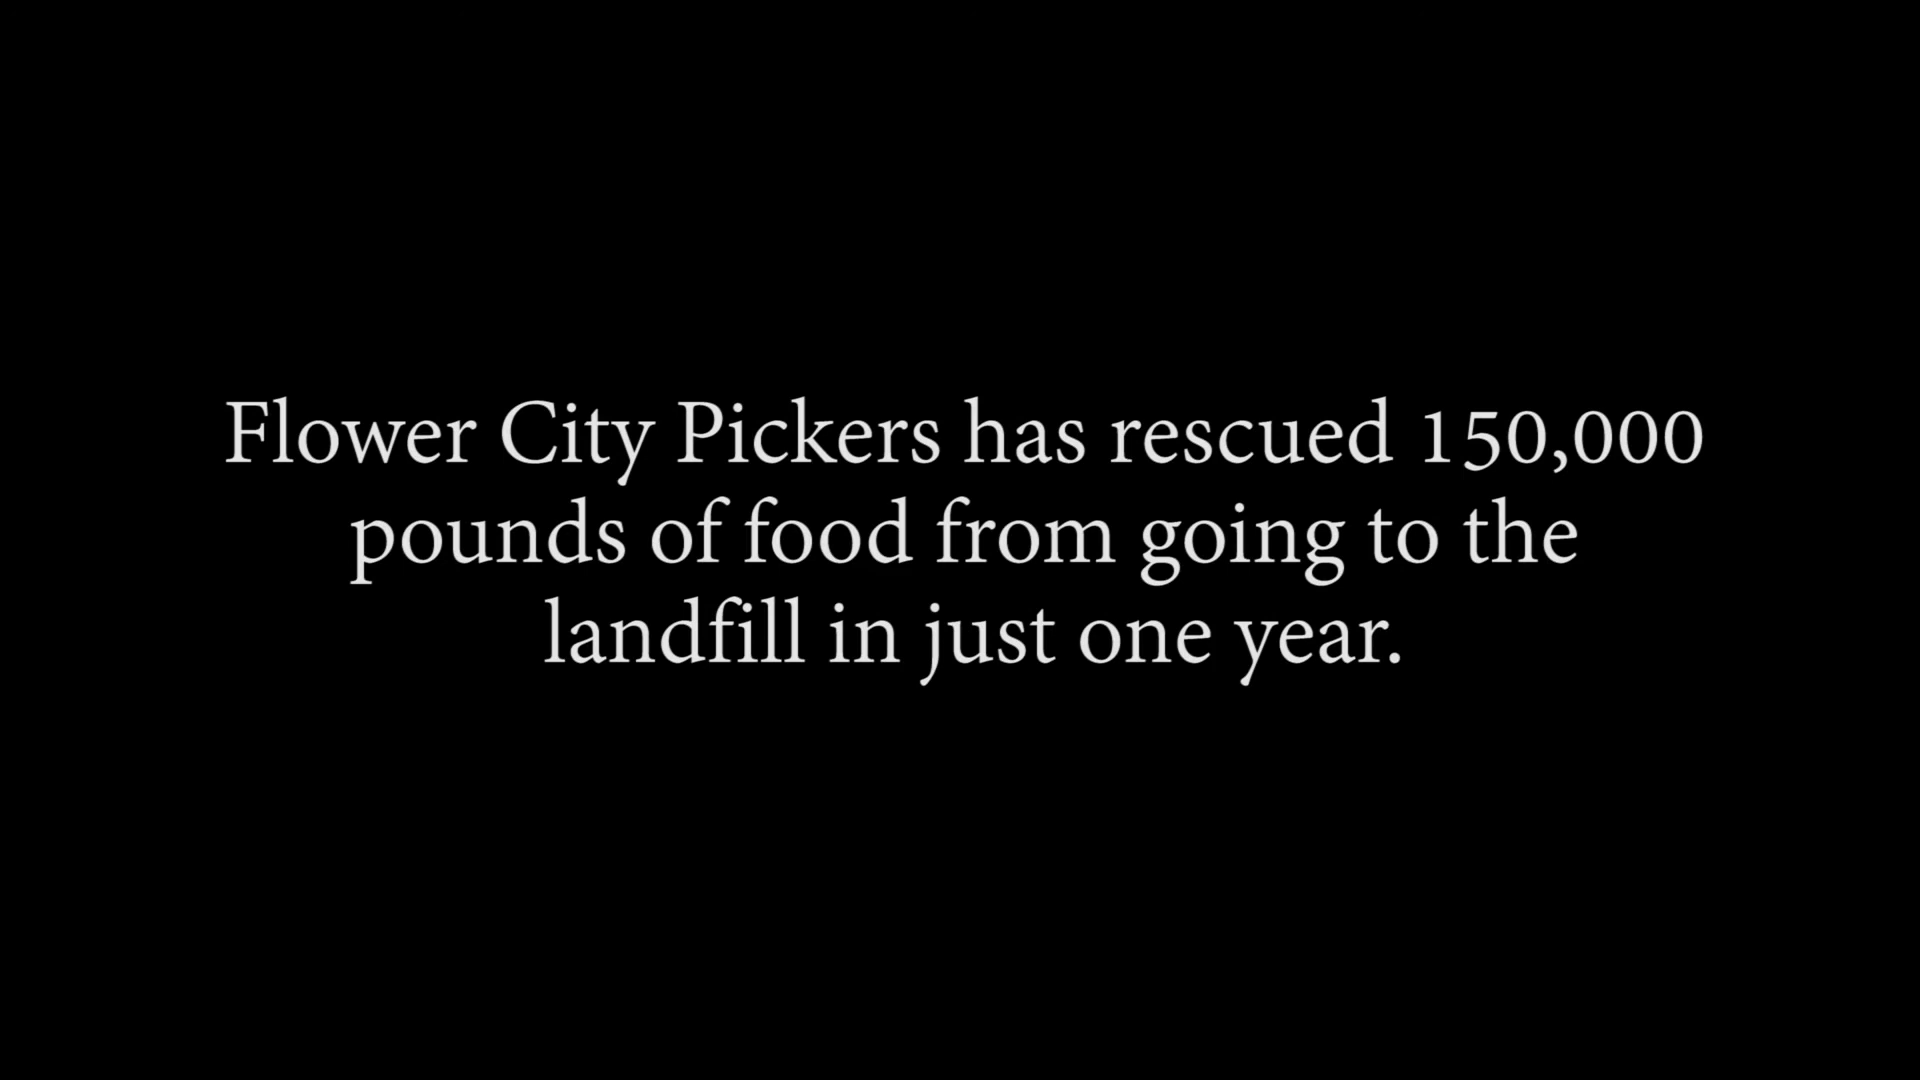 Flower City Pickers has rescued 150,000
pounds of food from going to the
landfill in just one year.